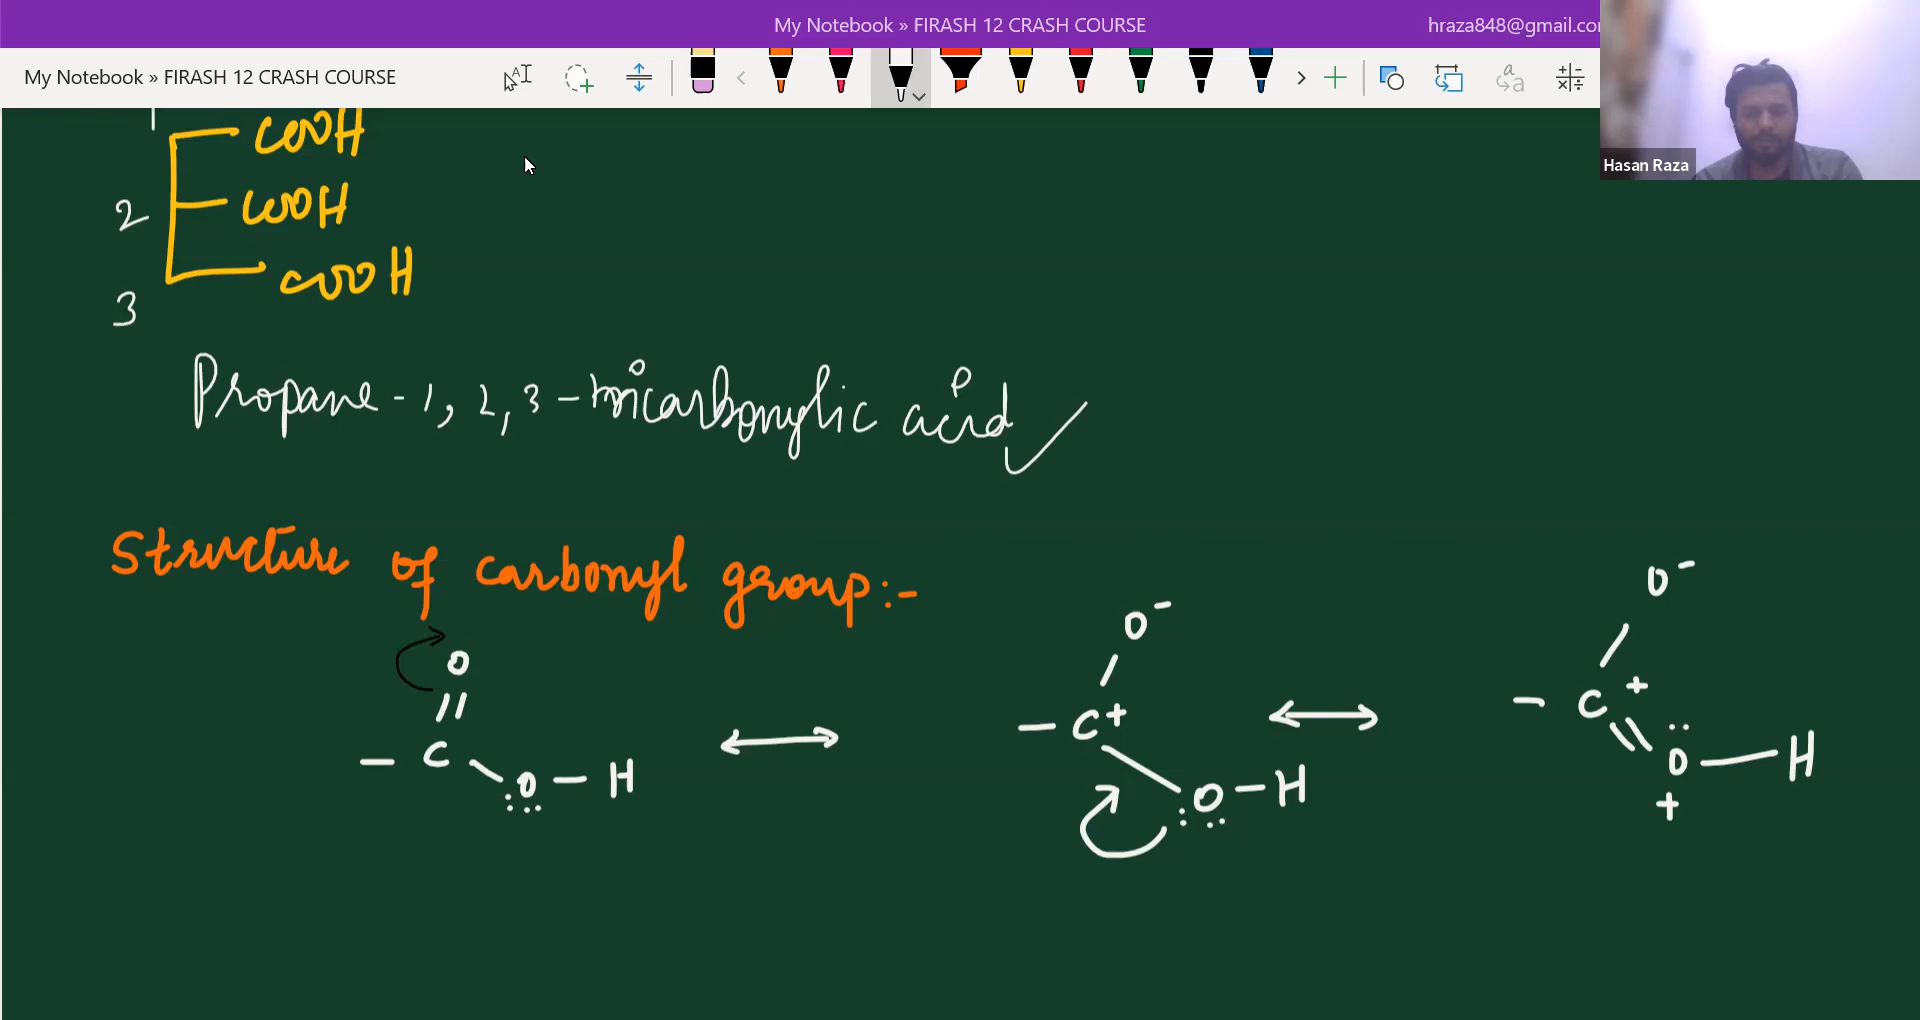 My Notebook » FIRASH 12 CRASH COURSE
hraza848@gmail.co
My Notebook » FIRASH 12 CRASH COURSE
Hasan Raza
1
COOH
2
COOH
COOH
3
Propane - 1, 2, 3 - tricarbonylic acid
Structure of carbonyl group :-
O
- C
O - H
O-
- C+
O - H
O-
- C +
O - H
+